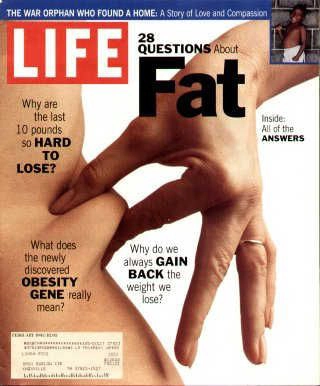 THE WAR ORPHAN WHO FOUND A HOME: A Story of Love and Compassion
LIFE
28
QUESTIONS About
Fat
Inside:
All of the
ANSWERS
Why are
the last
10 pounds
so HARD
TO
LOSE?
What does
the newly
discovered
OBESITY
GENE really
mean?
Why do we
always GAIN
BACK the
weight we
lose?